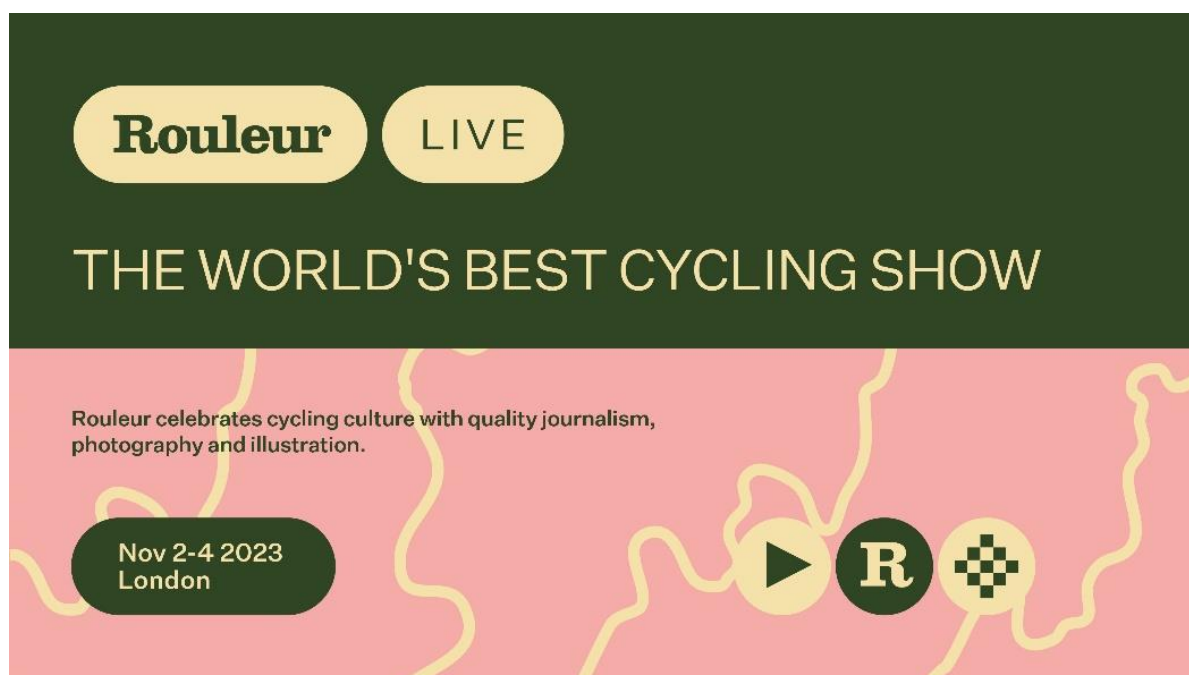 Rouleur LIVE
THE WORLD'S BEST CYCLING SHOW
Rouleur celebrates cycling culture with quality journalism,
photography and illustration.
Nov 2-4 2023
London
R